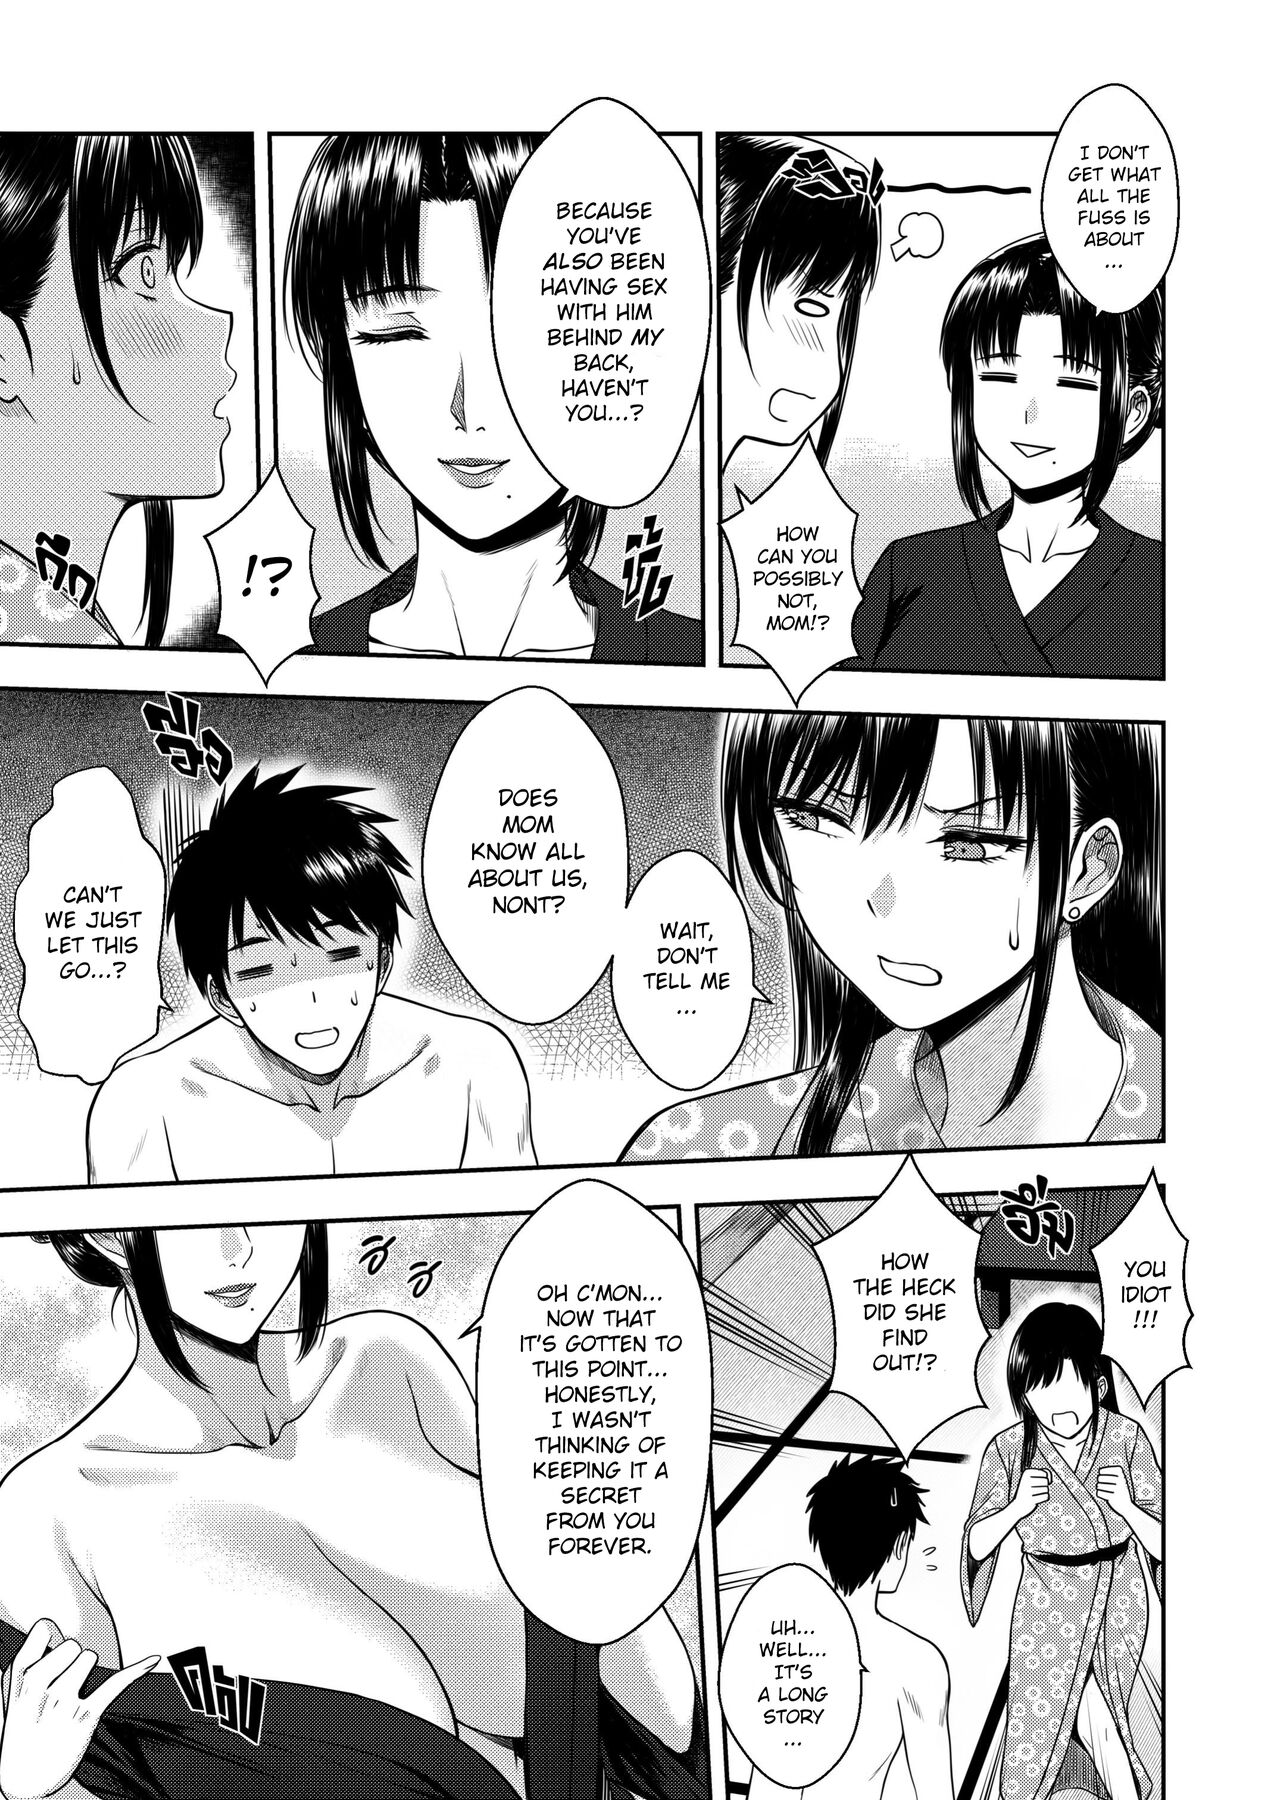 I DON'T
GET WHAT
ALL THE
FUSS IS
ABOUT
...
HOW
CAN YOU
POSSIBLY
NOT,
MOM!?
BECAUSE
YOU'VE
ALSO BEEN
HAVING SEX
WITH HIM
BEHIND MY
BACK,
HAVEN'T
YOU...?
!?
WAIT,
DON'T
TELL ME
...
DOES
MOM
KNOW ALL
ABOUT US,
NONT?
CAN'T
WE JUST
LET THIS
GO...?
YOU
IDIOT
!!!
HOW
THE HECK
DID SHE
FIND
OUT!?
UH...
WELL...
IT'S
A LONG
STORY
...
OH C'MON...
NOW THAT
IT'S GOTTEN TO
THIS POINT...
HONESTLY,
I WASN'T
THINKING OF
KEEPING IT A
SECRET
FROM YOU
FOREVER.